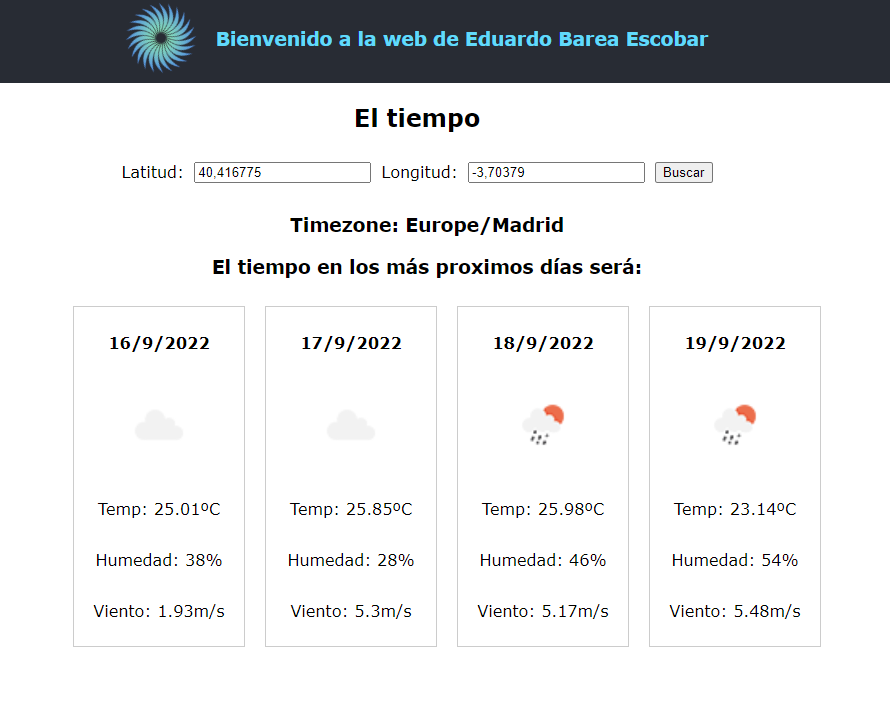 Bienvenido a la web de Eduardo Barea Escobar
El tiempo
Latitud: 40,416775 Longitud: -3,70379 Buscar
Timezone: Europe/Madrid
El tiempo en los más proximos días será:
16/9/2022
Temp: 25.01ºC
Humedad: 38%
Viento: 1.93m/s
17/9/2022
Temp: 25.85ºC
Humedad: 28%
Viento: 5.3m/s
18/9/2022
Temp: 25.98ºC
Humedad: 46%
Viento: 5.17m/s
19/9/2022
Temp: 23.14ºC
Humedad: 54%
Viento: 5.48m/s